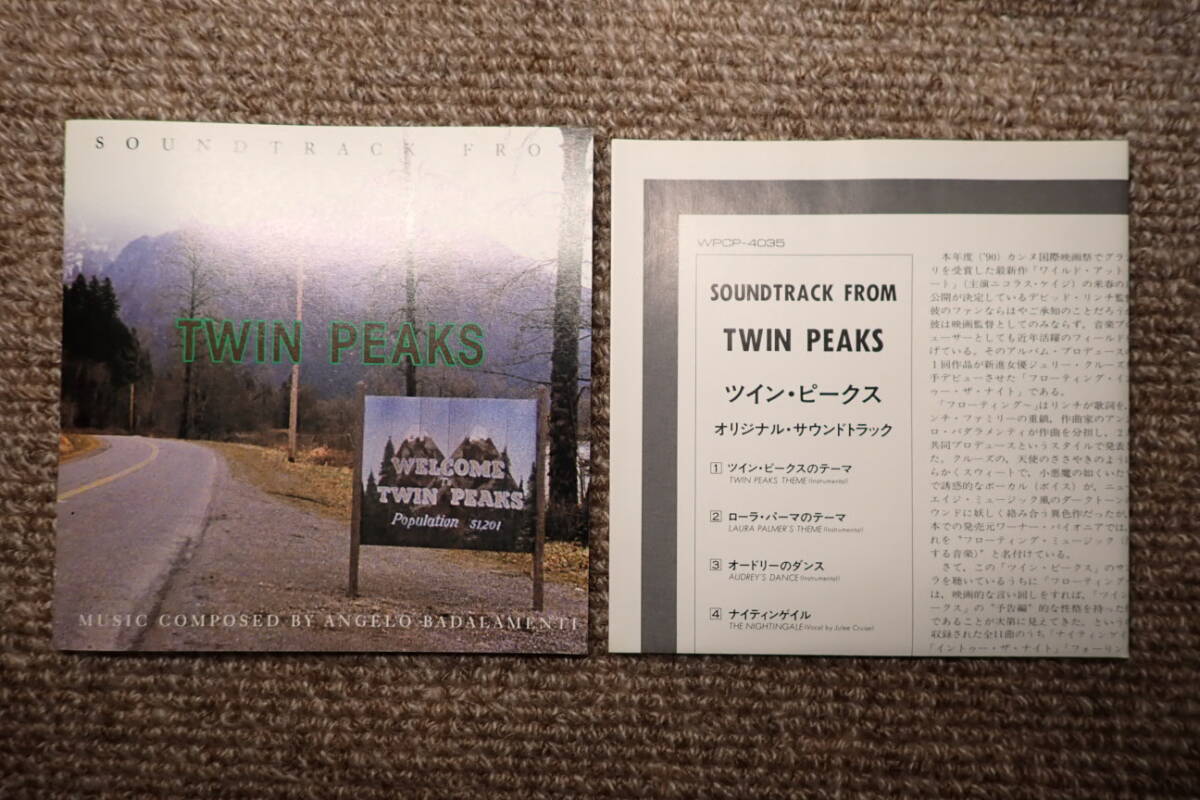 SOUNDTRACK FRO
TWIN PEAKS
WELCOME
TO
TWIN PEAKS
Population 51,201
MUSIC COMPOSED BY ANGELO BADALAMENTI
WPCP-4035
SOUNDTRACK FROM
TWIN PEAKS
ツイン・ピークス
オリジナル・サウンドトラック
1 ツイン・ピークスのテーマ
TWIN PEAKS THEME (Instrumental)
2 ローラ・パーマのテーマ
LAURA PALMER'S THEME (Instrumental)
3 オードリーのダンス
AUDREY'S DANCE (Instrumental)
4 ナイティンゲイル
THE NIGHTINGALE (Vocal by Julee Cruise)
本年度('90)カンヌ国際映画祭でグラ
リを受賞した最新作「ワイルド・アット
ート」(主演ニコラス・ケイジ)の来春の
公開が決定しているデビッド・リンチ監
彼のファンならはやご承知のことだろう
彼は映画監督としてのみならず、音楽プ
ューサーとしても近年活躍のフィールド
げている。そのアルバム・プロデュース
1回作品が新進女優ジュリー・クルーズ
手デビューさせた「フローティング・イ
トゥー・ザ・ナイト」である。
「フローティング〜」はリンチが歌詞を、
ンチ・ファミリーの重鎮、作曲家のアン
ロ・バダラメンティが作曲を分担し、2
共同プロデュースというスタイルで発表
た。クルーズの、天使のささやきのよう
らかくスウィートで、小悪魔の如くいた
で誘惑的なボーカル(ボイス)が、ニュ
エイジ・ミュージック風のダークトーン
ウンドに妖しく絡み合う異色作だったが
本での発売元ワーナー・パイオニアでは、
れを“フローティング・ミュージック(
する音楽)”と名付けている。
さて、この「ツイン・ピークス」のサ
ラを聴いているうちに「フローティング
は、映画的な言い回しをすれば、「ツイン
ークス」の“予告編”的な性格を持った
であることが次第に見えてきた。という
収録された全11曲のうち「ナイティンゲイ
「イントゥー・ザ・ナイト」「フォーリン